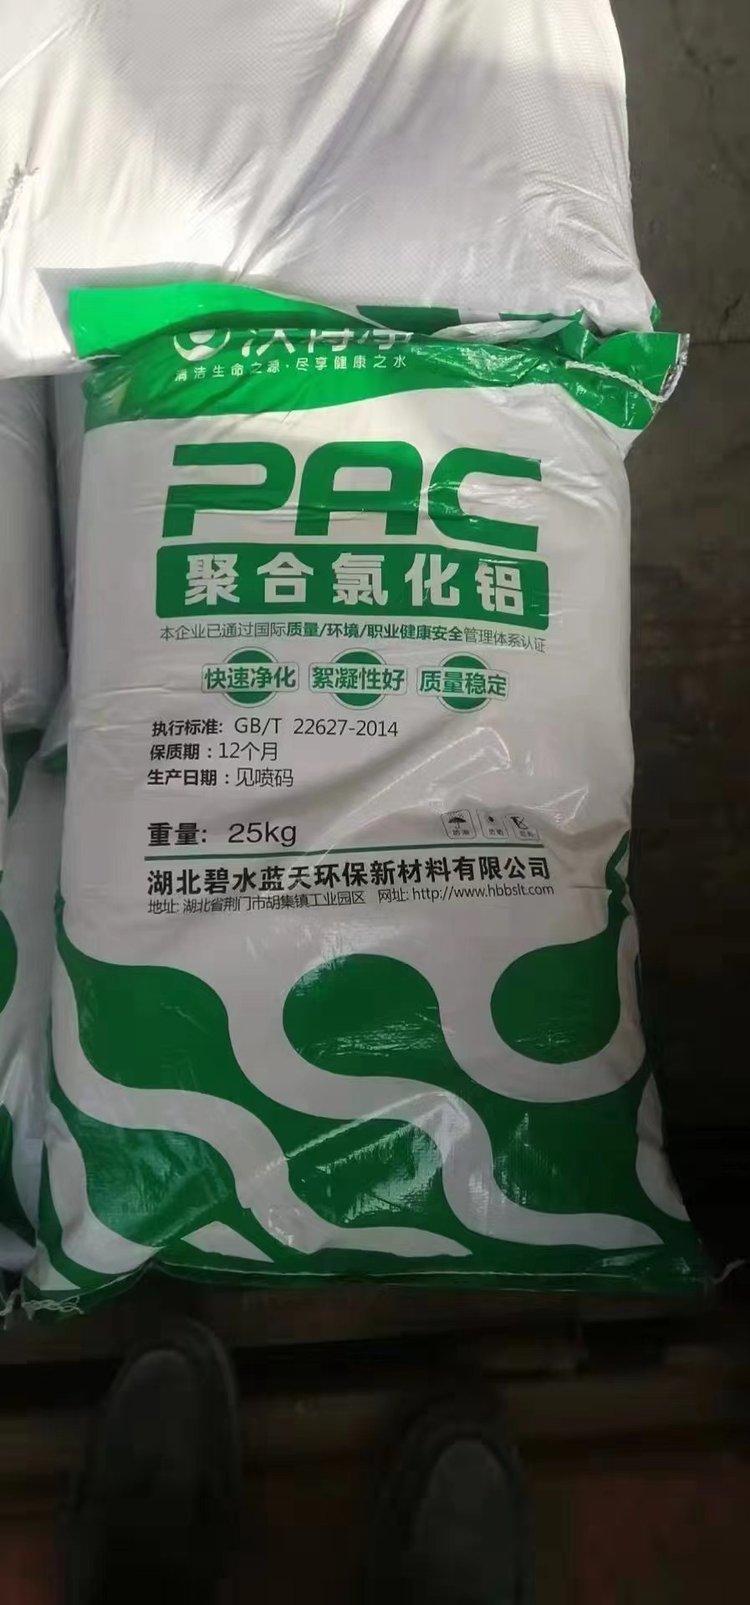 清洁生命之源·尽享健康之水
PAC
聚合氯化铝
本企业已通过国际质量/环境/职业健康安全管理体系认证
快速净化 絮凝性好 质量稳定
执行标准: GB/T 22627-2014
保质期:12个月
生产日期:见喷码
重量: 25kg
湖北碧水蓝天环保新材料有限公司
地址:湖北省荆门市胡集镇工业园区 网址:http://www.hbbslt.com